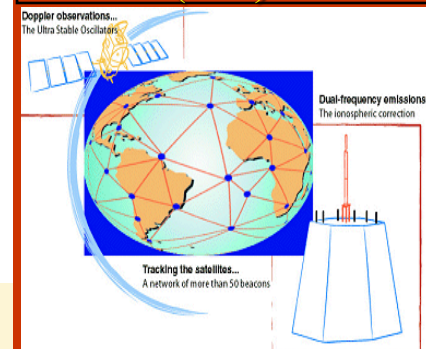 Doppler observations...
The Ultra Stable Oscillators
Dual-frequency emissions
The ionospheric correction
Tracking the satellites...
A network of more than 50 beacons